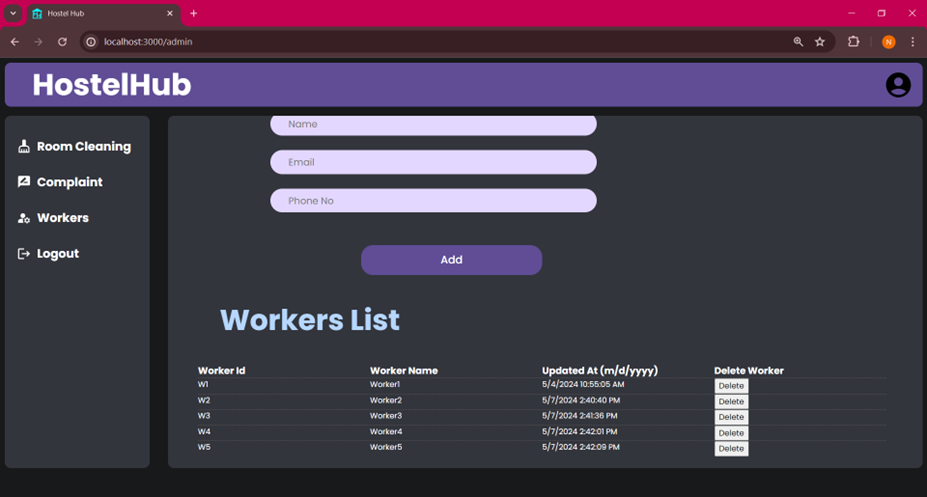 Hostel Hub
localhost:3000/admin
N
HostelHub
Room Cleaning
Complaint
Workers
Logout
Name
Email
Phone No
Add
Workers List
Worker Id Worker Name Updated At (m/d/yyyy) Delete Worker
W1 Worker1 5/4/2024 10:55:05 AM Delete
W2 Worker2 5/7/2024 2:40:40 PM Delete
W3 Worker3 5/7/2024 2:41:36 PM Delete
W4 Worker4 5/7/2024 2:42:01 PM Delete
W5 Worker5 5/7/2024 2:42:09 PM Delete